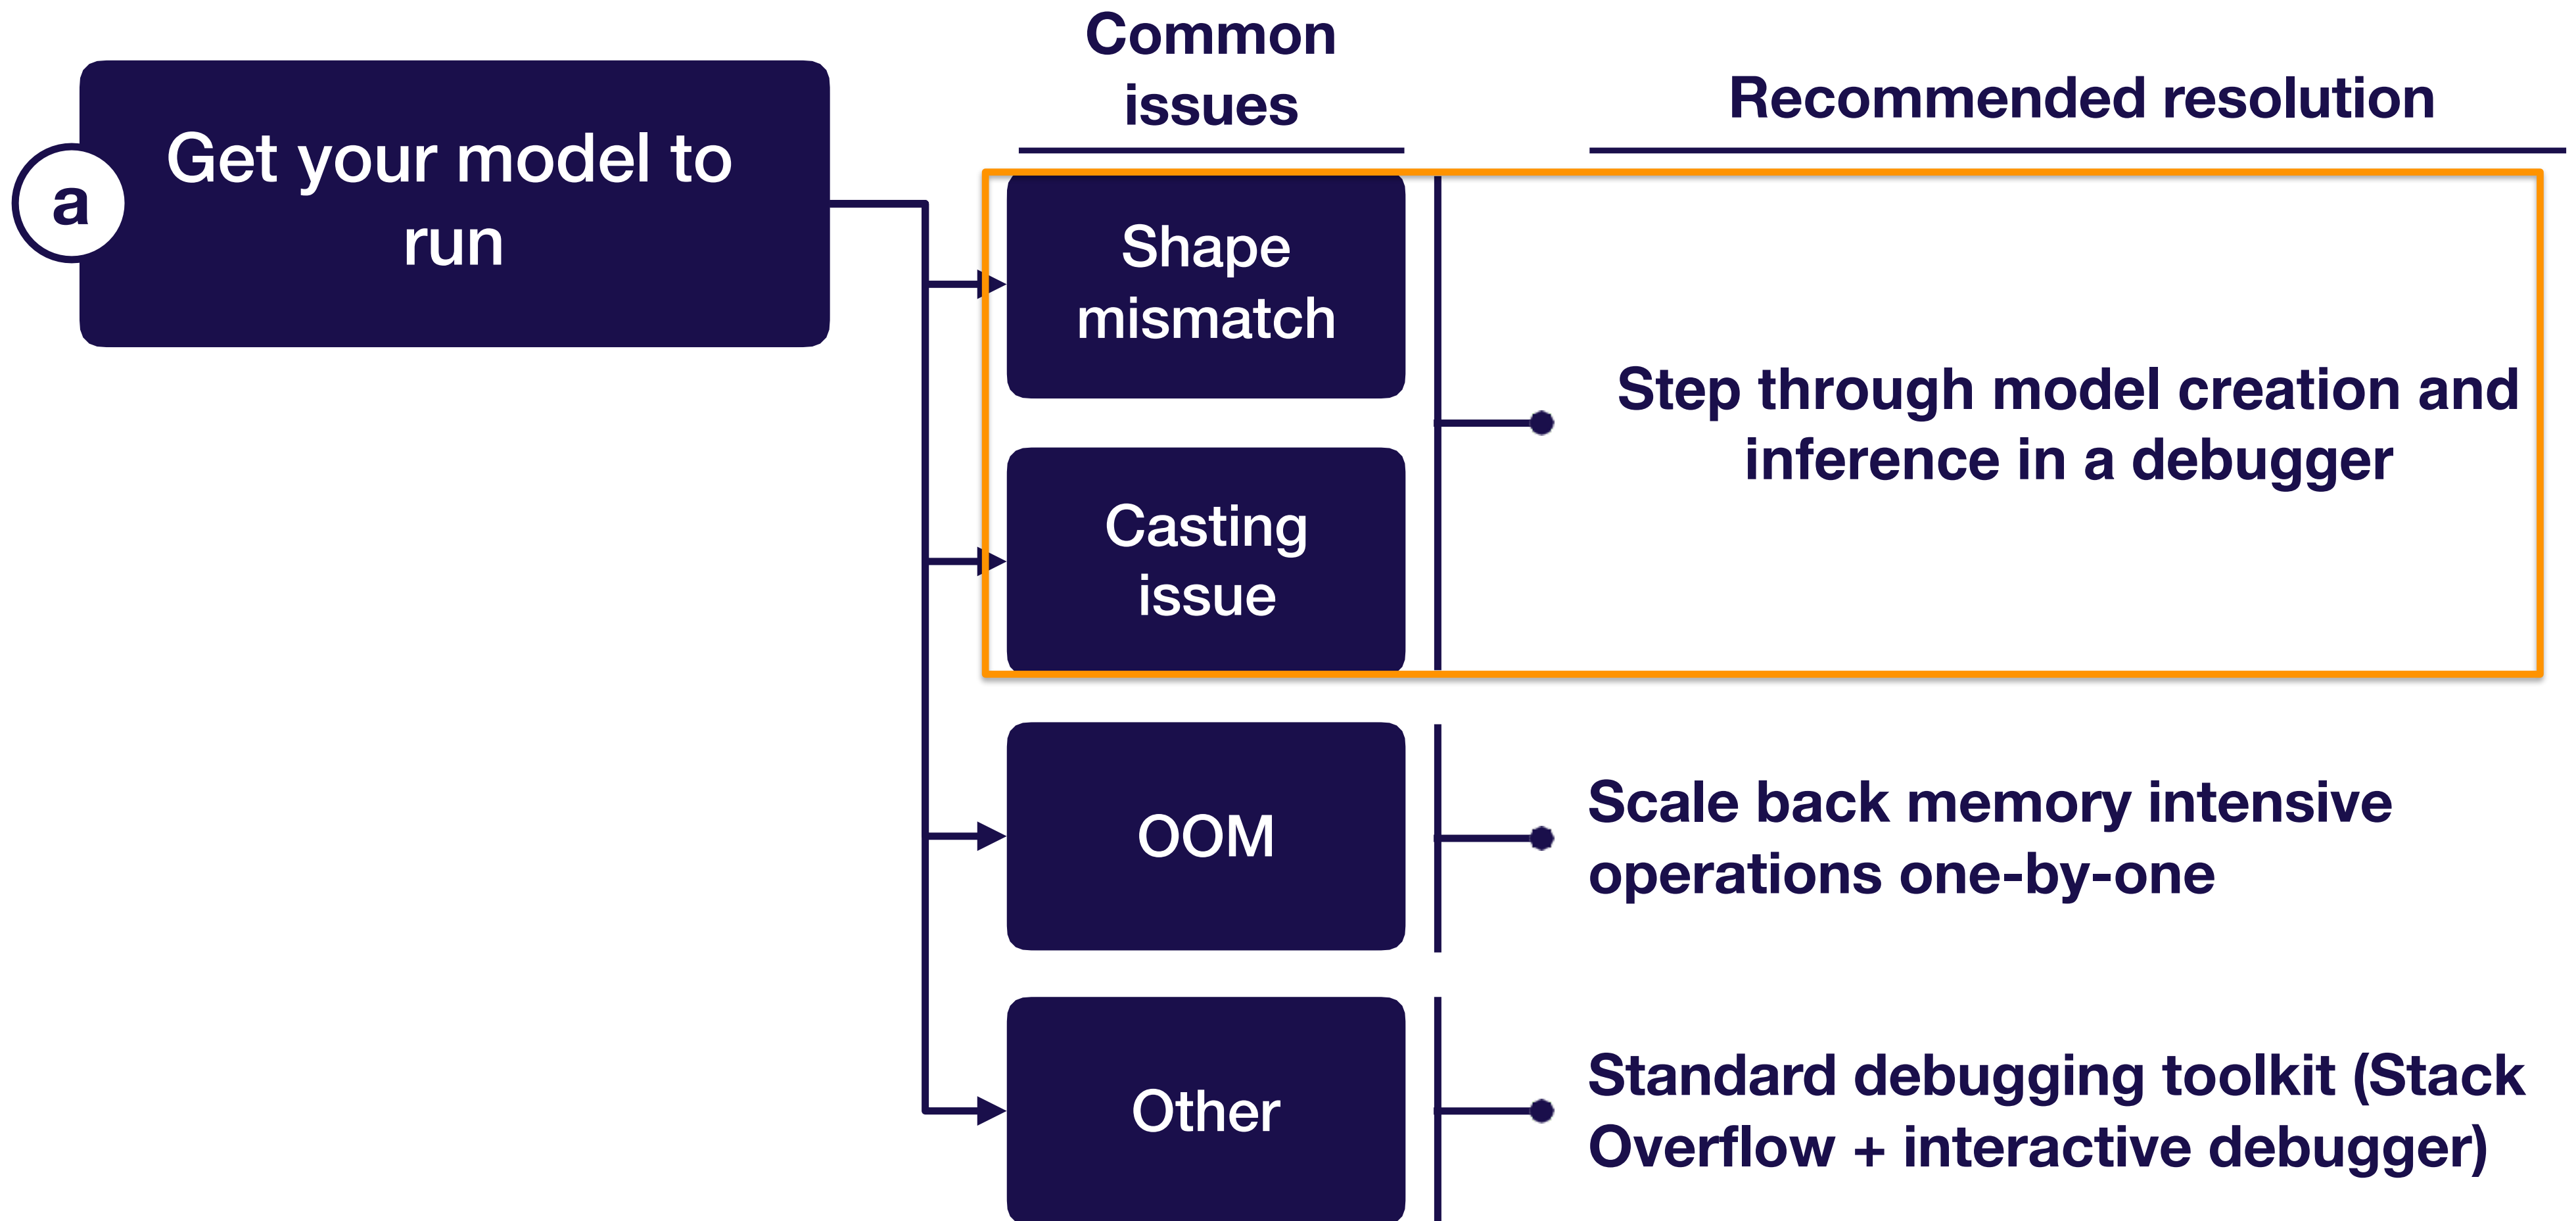 Common
issues
Recommended resolution
a
Get your model to
run
Shape
mismatch
Casting
issue
Step through model creation and
inference in a debugger
OOM
Scale back memory intensive
operations one-by-one
Other
Standard debugging toolkit (Stack
Overflow + interactive debugger)